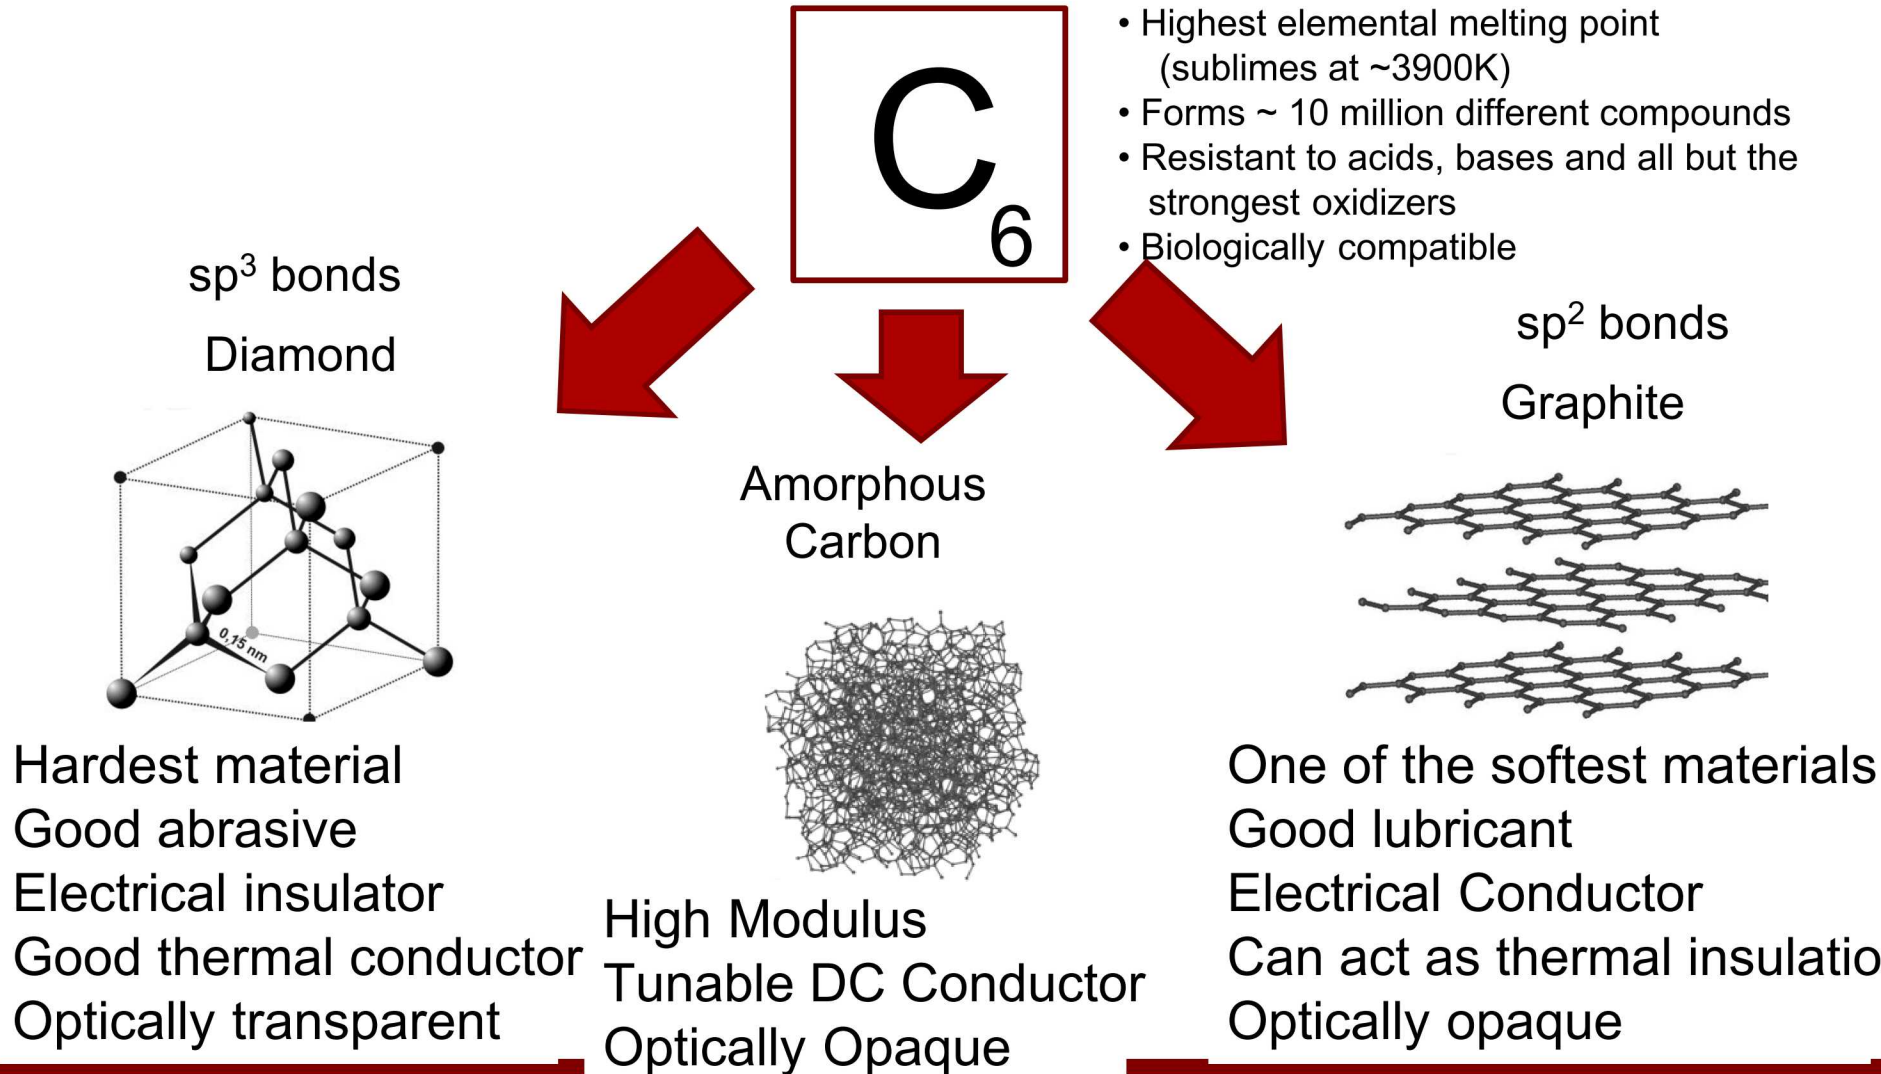 C
6
• Highest elemental melting point
(sublimes at ~3900K)
• Forms ~ 10 million different compounds
• Resistant to acids, bases and all but the
strongest oxidizers
• Biologically compatible
sp³ bonds
Diamond
0,15 nm
Hardest material
Good abrasive
Electrical insulator
Good thermal conductor
Optically transparent
Amorphous
Carbon
High Modulus
Tunable DC Conductor
Optically Opaque
sp² bonds
Graphite
One of the softest materials
Good lubricant
Electrical Conductor
Can act as thermal insulatio
Optically opaque